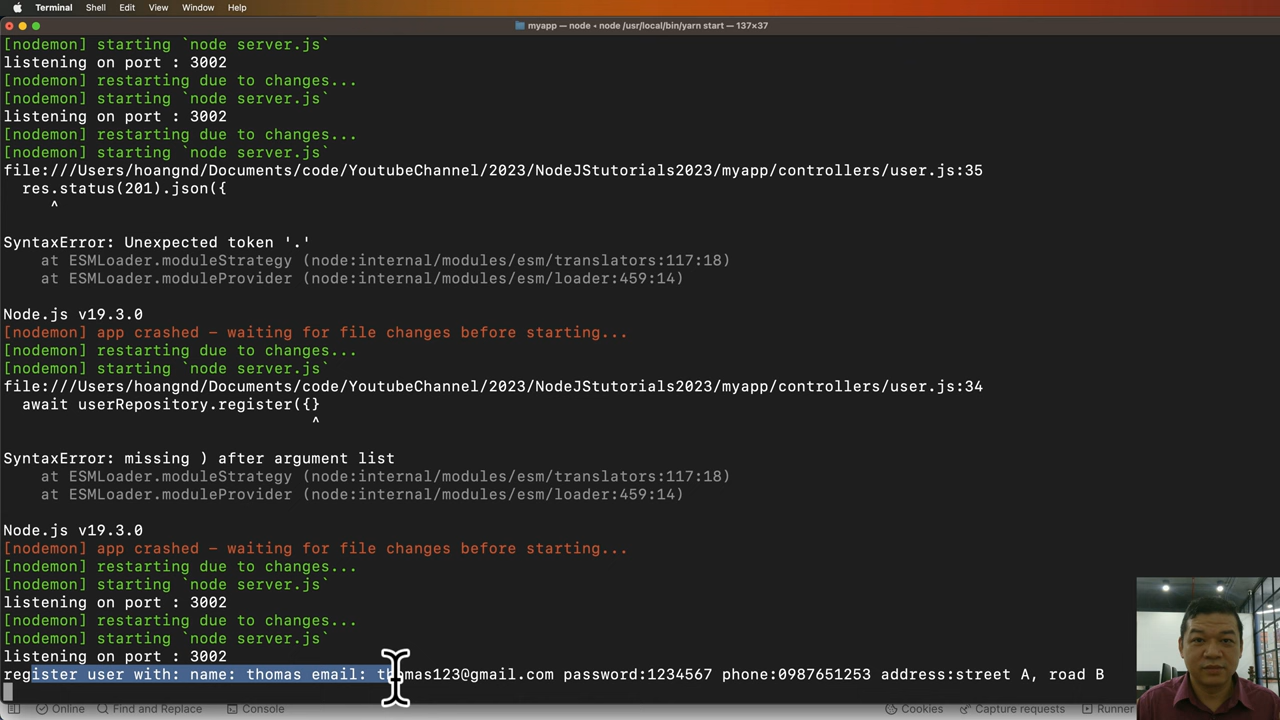 Terminal Shell Edit View Window Help
myapp — node • node /usr/local/bin/yarn start — 137×37
[nodemon] starting `node server.js`
listening on port : 3002
[nodemon] restarting due to changes...
[nodemon] starting `node server.js`
listening on port : 3002
[nodemon] restarting due to changes...
[nodemon] starting `node server.js`
file:///Users/hoangnd/Documents/code/YoutubeChannel/2023/NodeJStutorials2023/myapp/controllers/user.js:35
res.status(201).json({
^
SyntaxError: Unexpected token '.'
at ESMLoader.moduleStrategy (node:internal/modules/esm/translators:117:18)
at ESMLoader.moduleProvider (node:internal/modules/esm/loader:459:14)
Node.js v19.3.0
[nodemon] app crashed – waiting for file changes before starting...
[nodemon] restarting due to changes...
[nodemon] starting `node server.js`
file:///Users/hoangnd/Documents/code/YoutubeChannel/2023/NodeJStutorials2023/myapp/controllers/user.js:34
await userRepository.register({}
^
SyntaxError: missing ) after argument list
at ESMLoader.moduleStrategy (node:internal/modules/esm/translators:117:18)
at ESMLoader.moduleProvider (node:internal/modules/esm/loader:459:14)
Node.js v19.3.0
[nodemon] app crashed – waiting for file changes before starting...
[nodemon] restarting due to changes...
[nodemon] starting `node server.js`
listening on port : 3002
[nodemon] restarting due to changes...
[nodemon] starting `node server.js`
listening on port : 3002
register user with: name: thomas email: thomas123@gmail.com password:1234567 phone:0987651253 address:street A, road B
Online Find and Replace Console Cookies Capture requests Runner